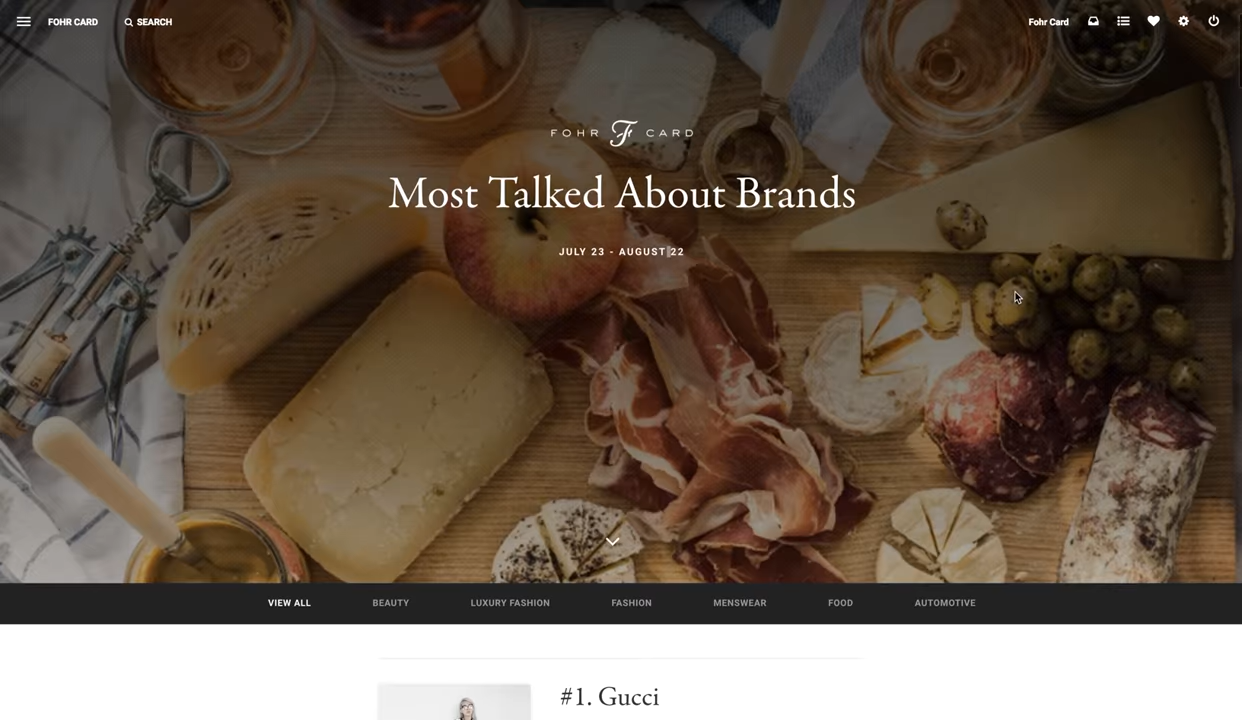 FOHR CARD SEARCH Fohr Card
FOHR F CARD
Most Talked About Brands
JULY 23 - AUGUST 22
VIEW ALL BEAUTY LUXURY FASHION FASHION MENSWEAR FOOD AUTOMOTIVE
#1. Gucci